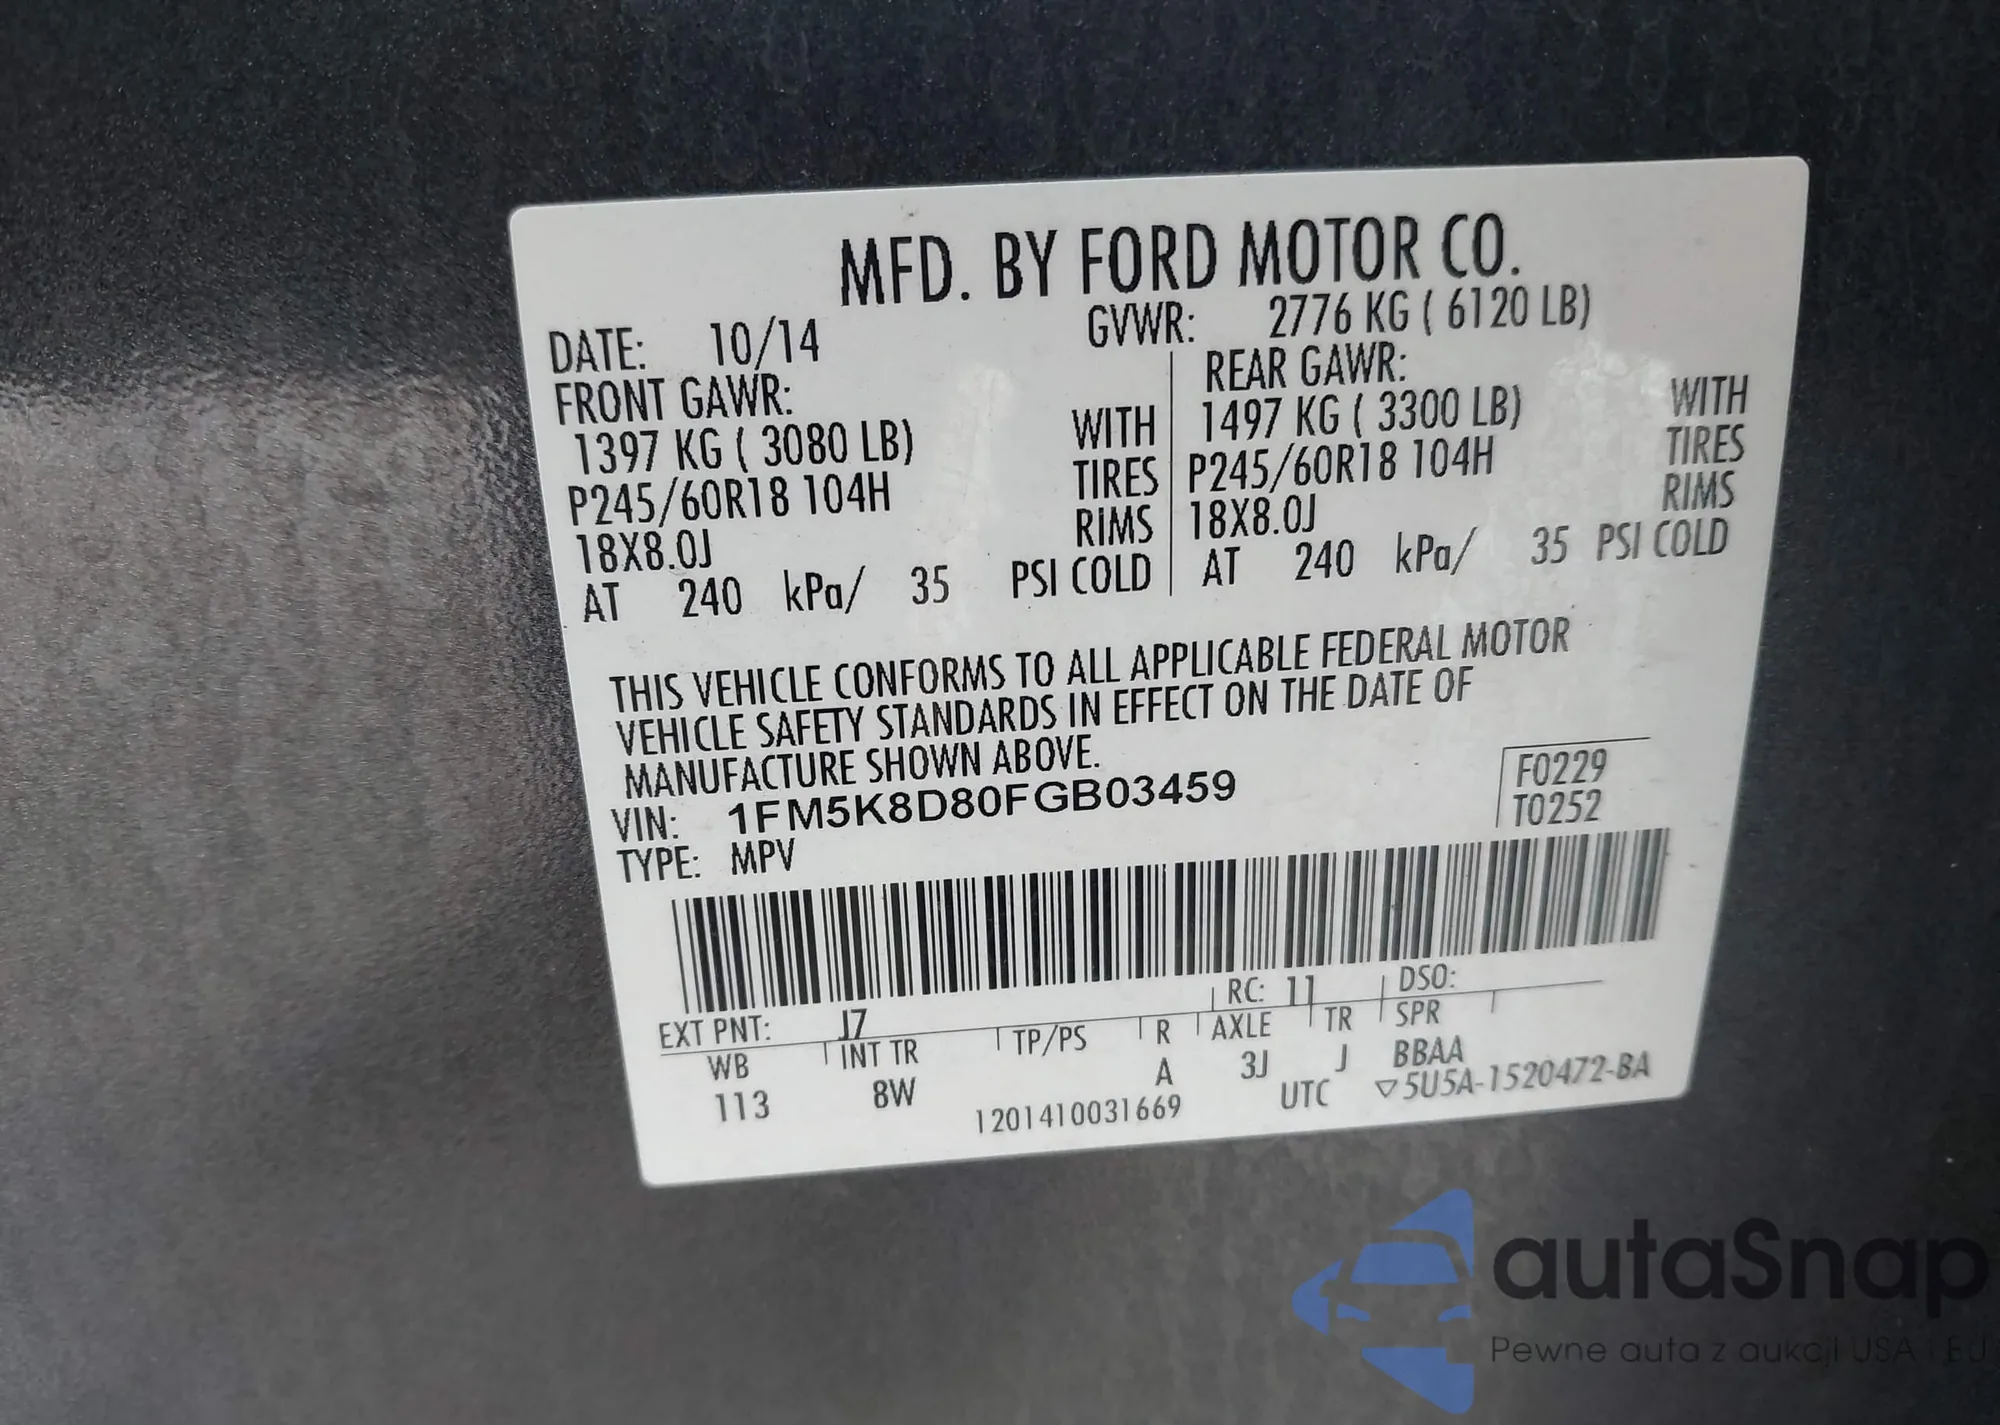 MFD. BY FORD MOTOR CO.
DATE: 10/14 GVWR: 2776 KG ( 6120 LB)
FRONT GAWR: REAR GAWR:
1397 KG ( 3080 LB) WITH 1497 KG ( 3300 LB) WITH
P245/60R18 104H TIRES P245/60R18 104H TIRES
18X8.0J RIMS 18X8.0J RIMS
AT 240 kPa/ 35 PSI COLD AT 240 kPa/ 35 PSI COLD
THIS VEHICLE CONFORMS TO ALL APPLICABLE FEDERAL MOTOR
VEHICLE SAFETY STANDARDS IN EFFECT ON THE DATE OF
MANUFACTURE SHOWN ABOVE.
F0229
VIN: 1FM5K8D80FGB03459
T0252
TYPE: MPV
RC: 11 DSO:
EXT PNT: J7
WB INT TR TP/PS R AXLE TR SPR
113 8W A 3J J BBAA
1201410031669 UTC ▽5U5A-1520472-BA
autaSnap
Pewne auta z aukcji USA i EU